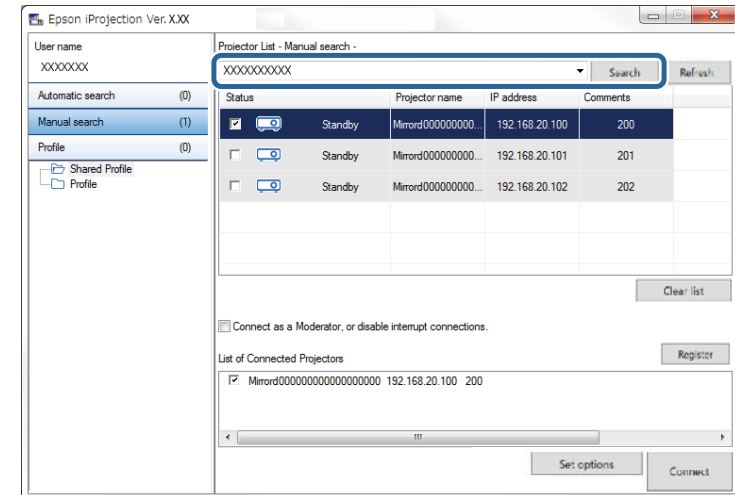 Epson iProjection Ver. X.XX
User name
XXXXXXX
Automatic search (0)
Manual search (1)
Profile (0)
Shared Profile
Profile
Projector List - Manual search -
XXXXXXXXXX Search Refresh
Status Projector name IP address Comments
Standby Mirrord000000000... 192.168.20.100 200
Standby Mirrord000000000... 192.168.20.101 201
Standby Mirrord000000000... 192.168.20.102 202
Clear list
Connect as a Moderator, or disable interrupt connections.
List of Connected Projectors Register
Mirrord000000000000000000 192.168.20.100 200
Set options Connect